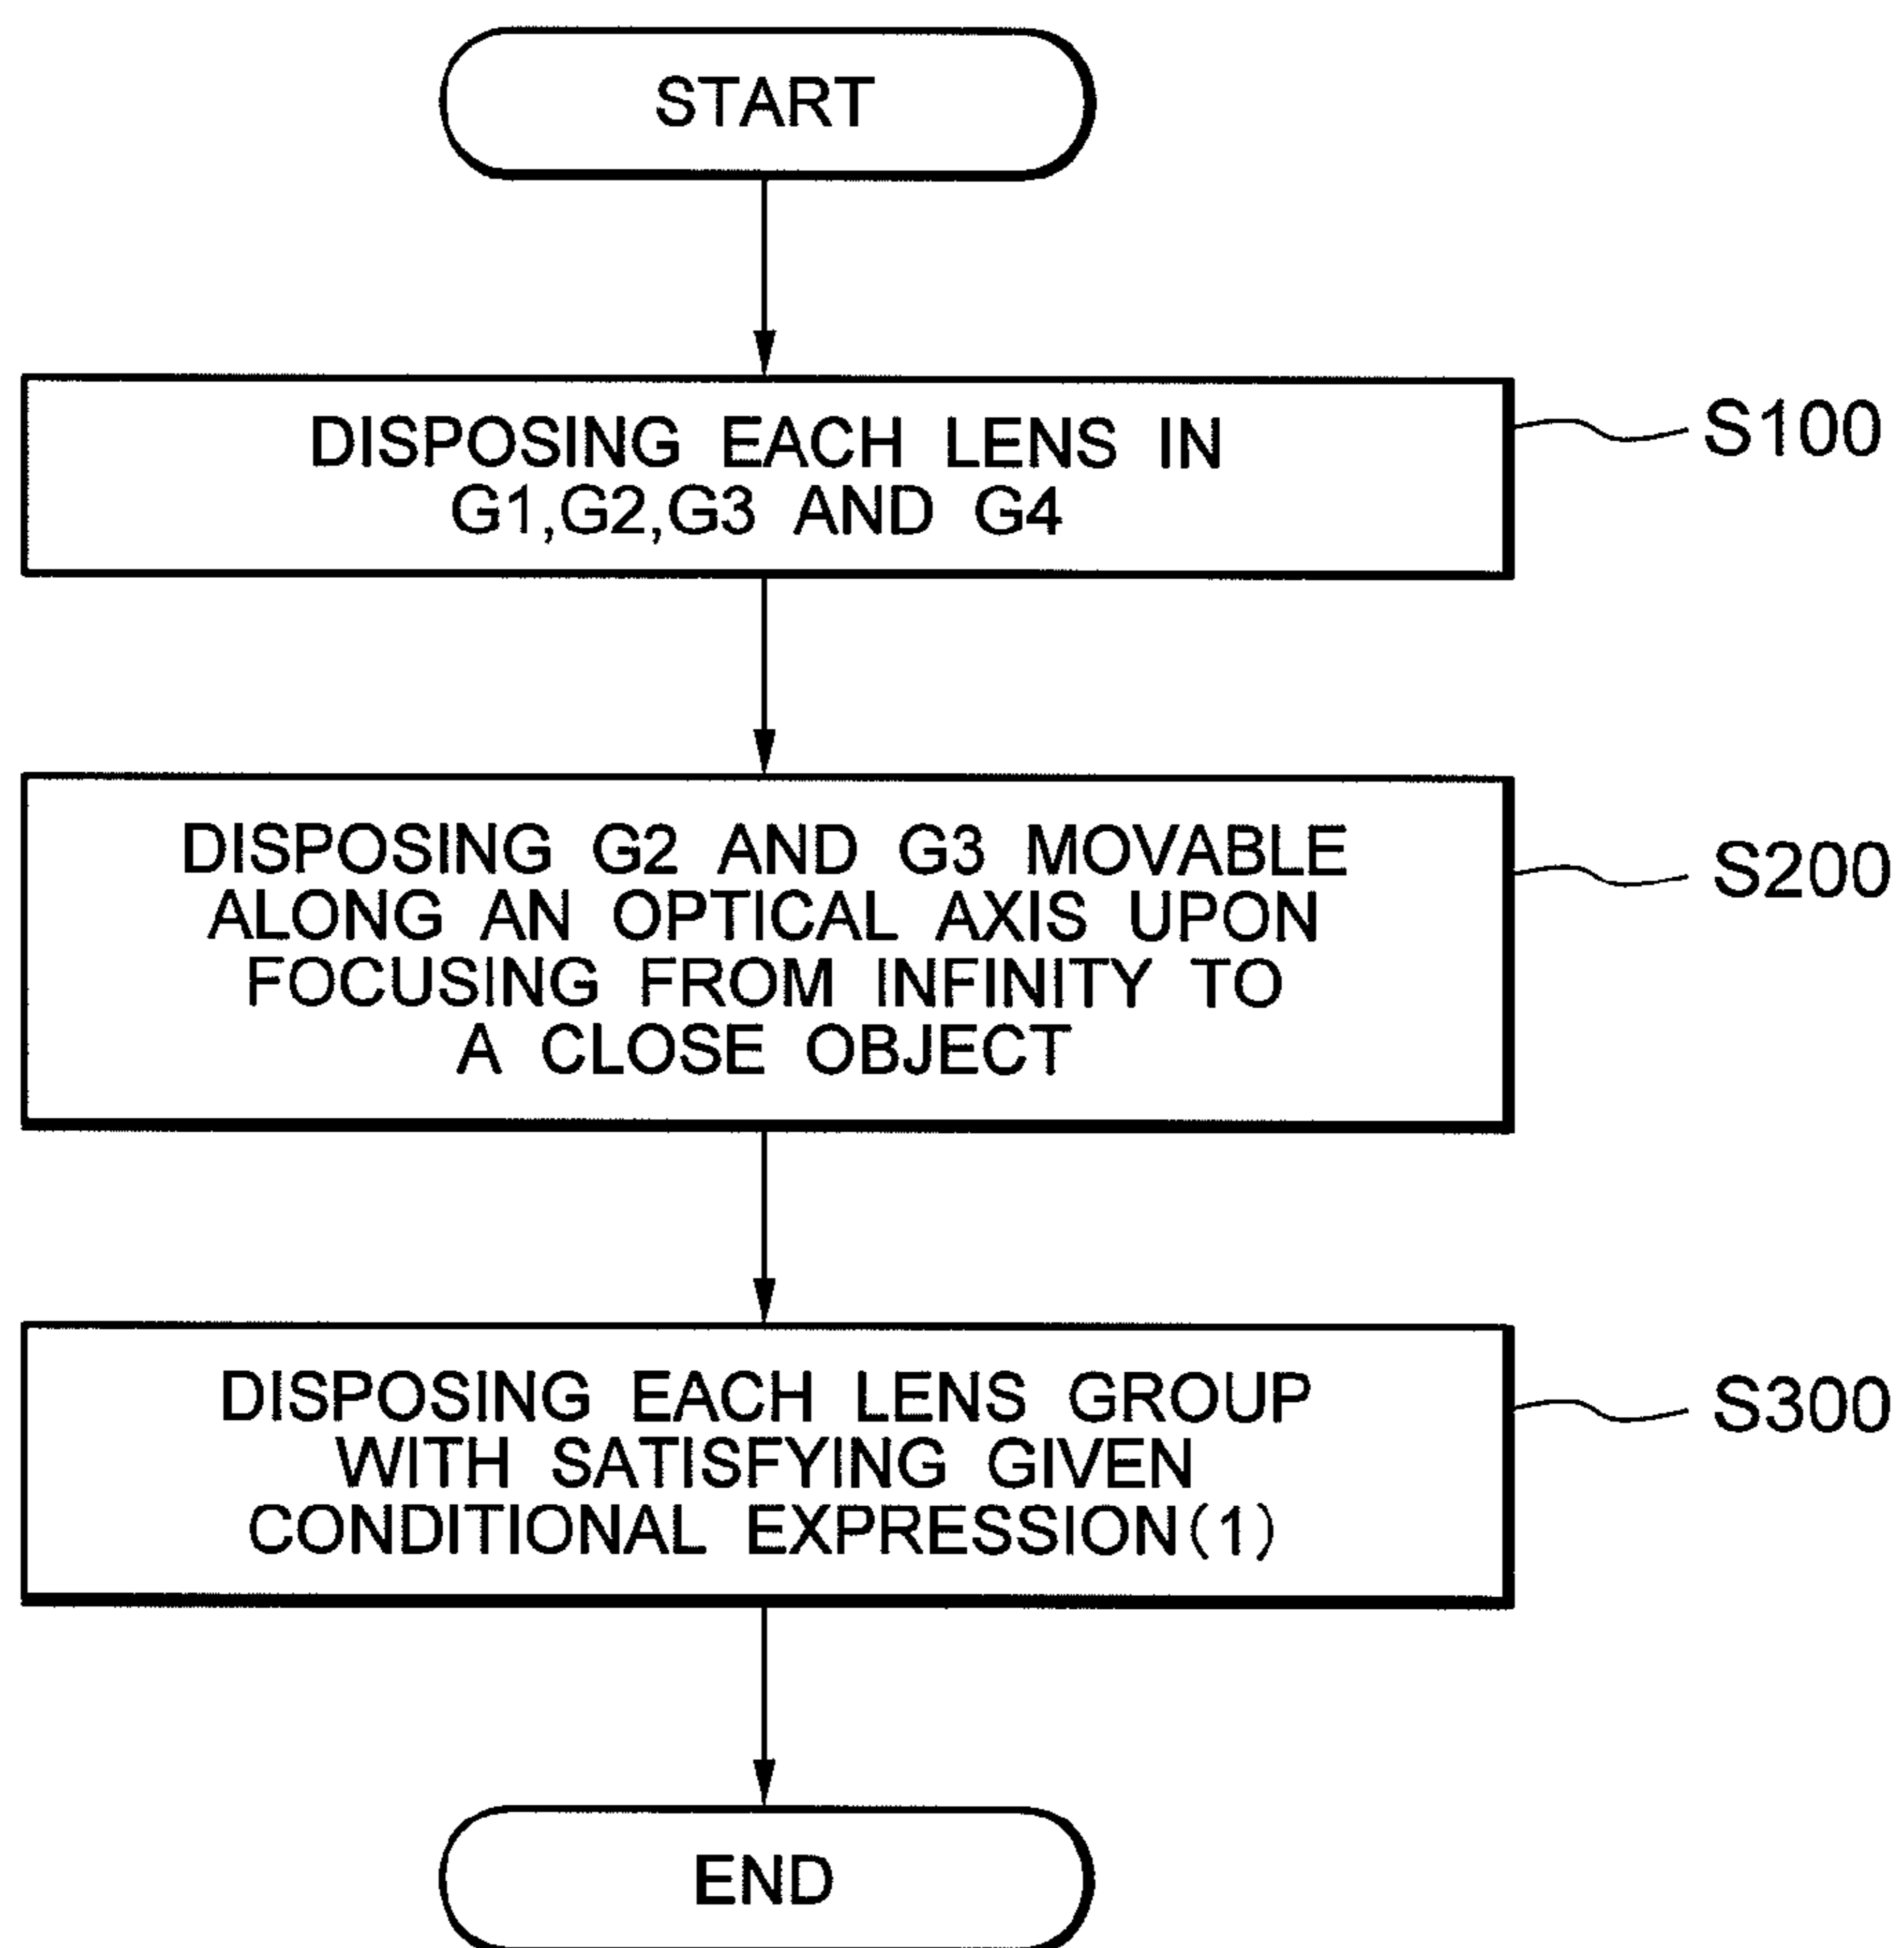 START
DISPOSING EACH LENS IN
G1,G2,G3 AND G4
S100
DISPOSING G2 AND G3 MOVABLE
ALONG AN OPTICAL AXIS UPON
FOCUSING FROM INFINITY TO
A CLOSE OBJECT
S200
DISPOSING EACH LENS GROUP
WITH SATISFYING GIVEN
CONDITIONAL EXPRESSION(1)
S300
END